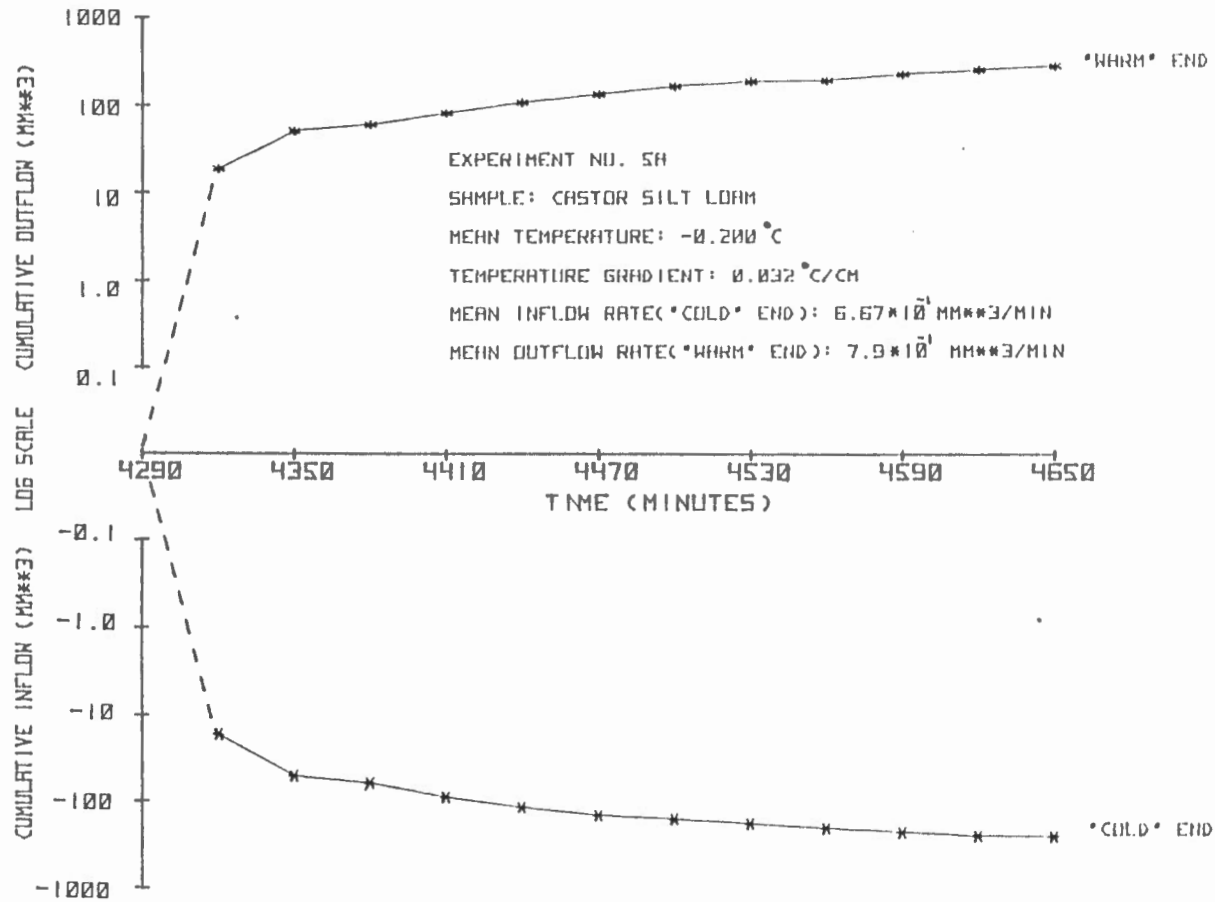 1000
100
10
1.0
0.1
CUMULATIVE OUTFLOW (MM**3)
LOG SCALE
CUMULATIVE INFLOW (MM**3)
"WARM" END
EXPERIMENT NO. 5A
SAMPLE: CASTOR SILT LOAM
MEAN TEMPERATURE: -0.200 °C
TEMPERATURE GRADIENT: 0.032 °C/CM
MEAN INFLOW RATE("COLD" END): 6.67*10⁻¹ MM**3/MIN
MEAN OUTFLOW RATE("WARM" END): 7.9*10⁻¹ MM**3/MIN
4290 4350 4410 4470 4530 4590 4650
TIME (MINUTES)
-0.1
-1.0
-10
-100
-1000
"COLD" END